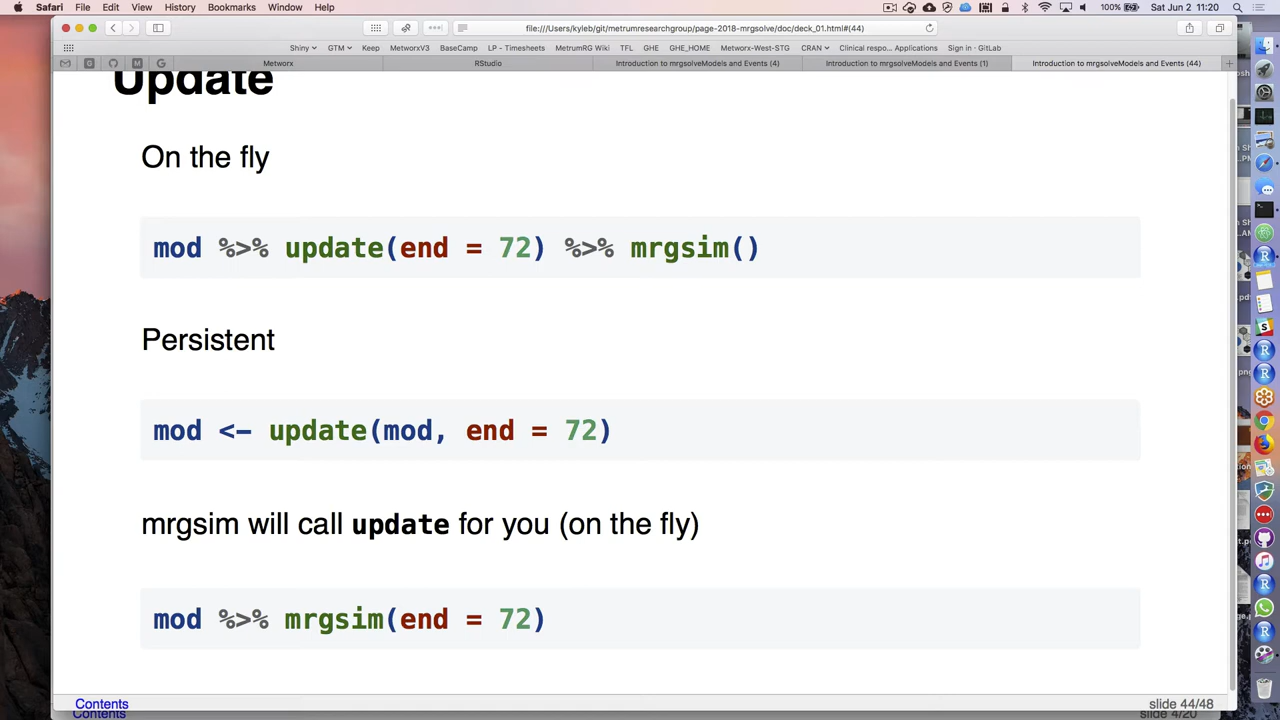 Safari File Edit View History Bookmarks Window Help 100% Sat Jun 2 11:20
file:///Users/kyleb/git/metrumresearchgroup/page-2018-mrgsolve/doc/deck_01.html#(44)
Shiny GTM Keep MetworxV3 BaseCamp LP - Timesheets MetrumRG Wiki TFL GHE GHE_HOME Metworx-West-STG CRAN Clinical respo... Applications Sign in · GitLab
Metworx RStudio Introduction to mrgsolveModels and Events (4) Introduction to mrgsolveModels and Events (1) Introduction to mrgsolveModels and Events (44)
Update
On the fly
mod %>% update(end = 72) %>% mrgsim()
Persistent
mod <- update(mod, end = 72)
mrgsim will call update for you (on the fly)
mod %>% mrgsim(end = 72)
Contents slide 44/48
Contents slide 4/20